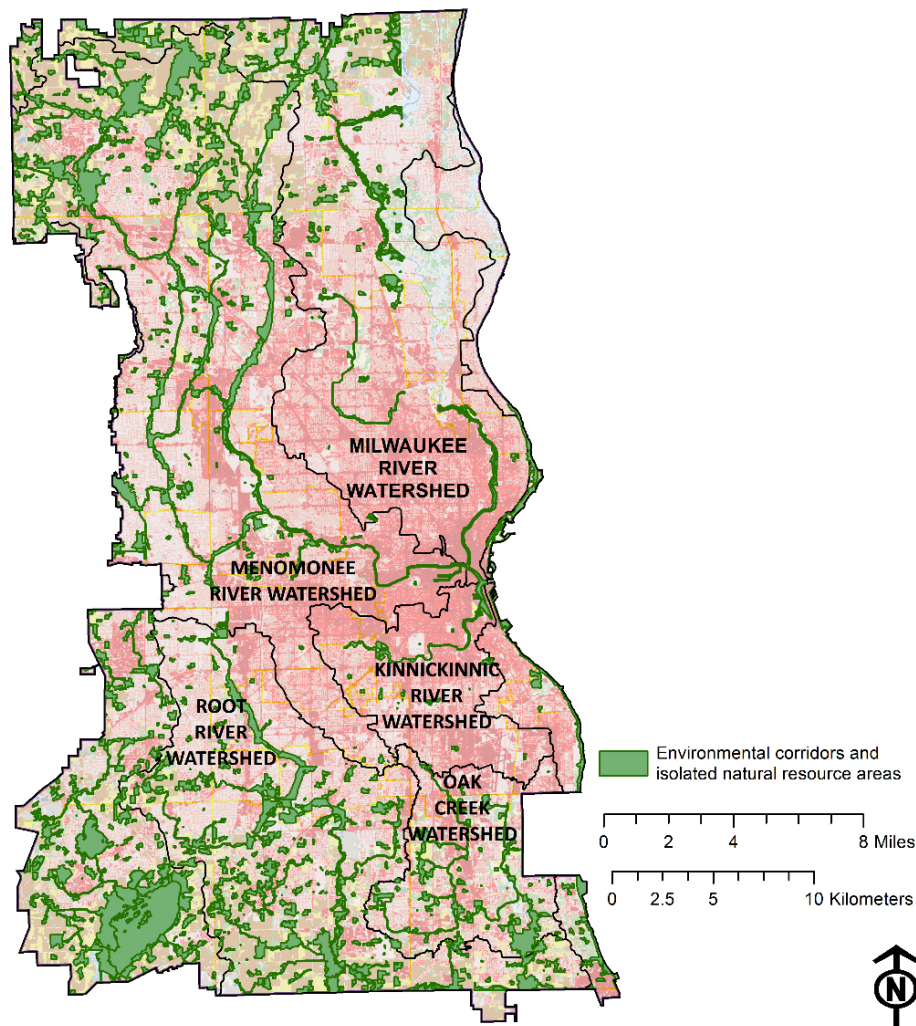 MILWAUKEE
RIVER
WATERSHED
MENOMONEE
RIVER WATERSHED
KINNICKINNIC
RIVER
WATERSHED
ROOT
RIVER
WATERSHED
OAK
CREEK
WATERSHED
Environmental corridors and
isolated natural resource areas
0 2 4 8 Miles
0 2.5 5 10 Kilometers
N